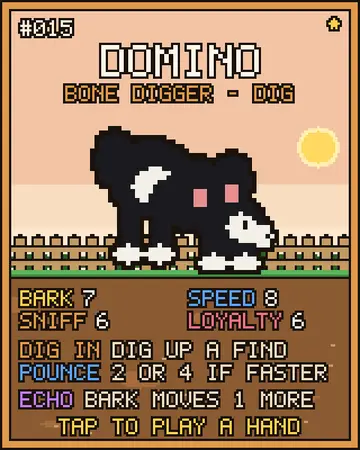 #015
DOMINO
BONE DIGGER - DIG
BARK 7 SPEED 8
SNIFF 6 LOYALTY 6
DIG IN DIG UP A FIND
POUNCE 2 OR 4 IF FASTER
ECHO BARK MOVES 1 MORE
TAP TO PLAY A HAND